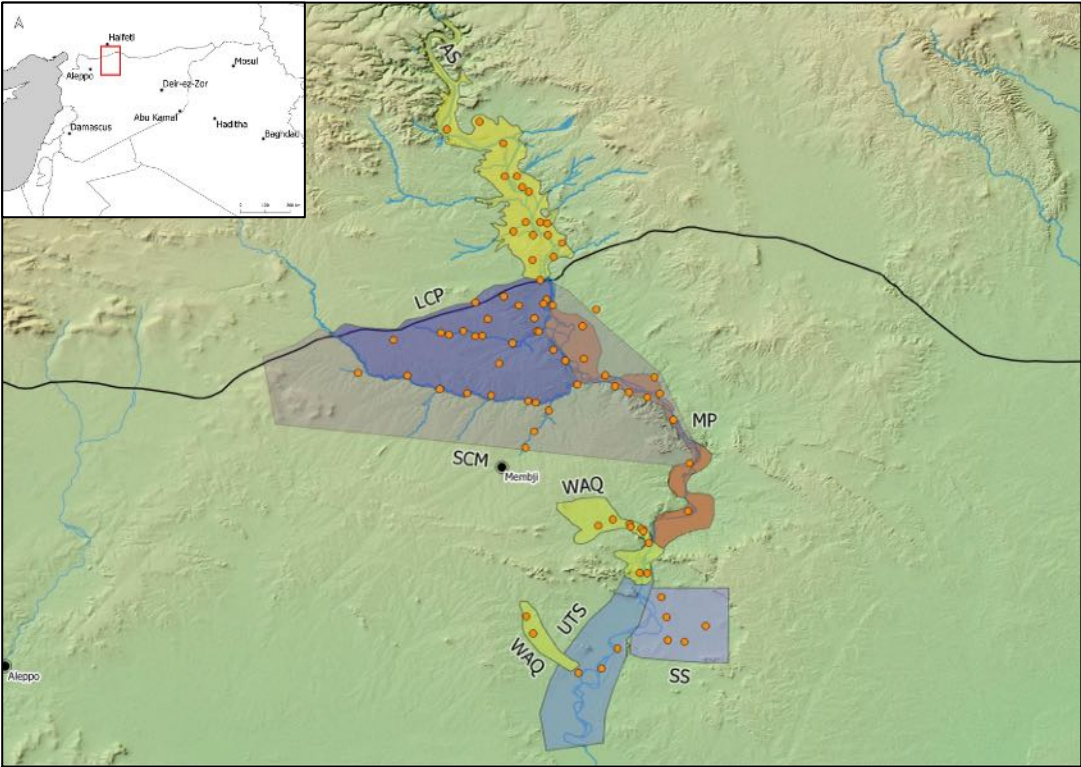 A
Halfeti
Mosul
Aleppo
Deir-ez-Zor
Abu Kamal
Haditha
Damascus
Baghdad
AS
LCP
MP
SCM
Membji
WAQ
UTS
WAQ
SS
Aleppo